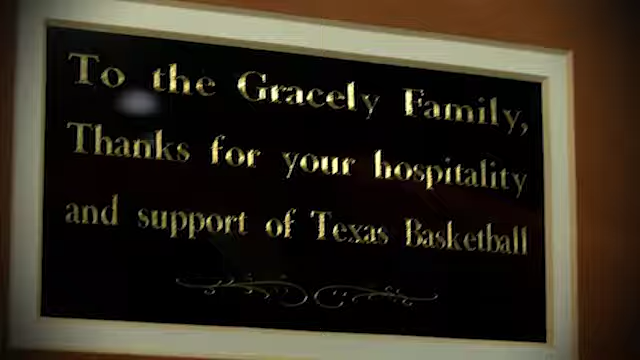 To the Gracely Family,
Thanks for your hospitality
and support of Texas Basketball